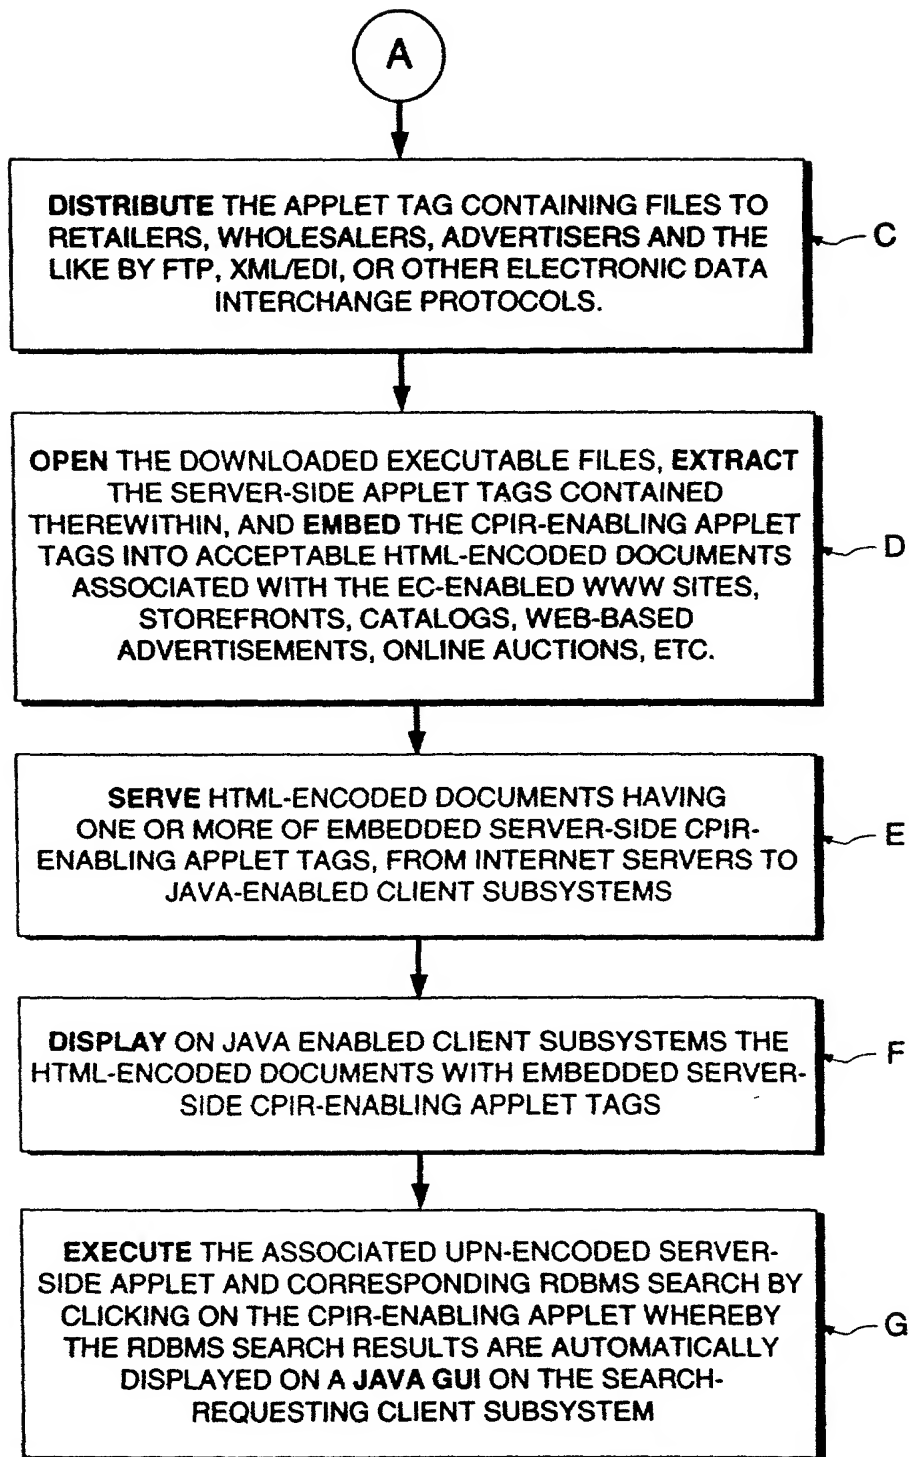 A
DISTRIBUTE THE APPLET TAG CONTAINING FILES TO
RETAILERS, WHOLESALERS, ADVERTISERS AND THE
LIKE BY FTP, XML/EDI, OR OTHER ELECTRONIC DATA
INTERCHANGE PROTOCOLS.
C
OPEN THE DOWNLOADED EXECUTABLE FILES, EXTRACT
THE SERVER-SIDE APPLET TAGS CONTAINED
THEREWITHIN, AND EMBED THE CPIR-ENABLING APPLET
TAGS INTO ACCEPTABLE HTML-ENCODED DOCUMENTS
ASSOCIATED WITH THE EC-ENABLED WWW SITES,
STOREFRONTS, CATALOGS, WEB-BASED
ADVERTISEMENTS, ONLINE AUCTIONS, ETC.
D
SERVE HTML-ENCODED DOCUMENTS HAVING
ONE OR MORE OF EMBEDDED SERVER-SIDE CPIR-
ENABLING APPLET TAGS, FROM INTERNET SERVERS TO
JAVA-ENABLED CLIENT SUBSYSTEMS
E
DISPLAY ON JAVA ENABLED CLIENT SUBSYSTEMS THE
HTML-ENCODED DOCUMENTS WITH EMBEDDED SERVER-
SIDE CPIR-ENABLING APPLET TAGS
F
EXECUTE THE ASSOCIATED UPN-ENCODED SERVER-
SIDE APPLET AND CORRESPONDING RDBMS SEARCH BY
CLICKING ON THE CPIR-ENABLING APPLET WHEREBY
THE RDBMS SEARCH RESULTS ARE AUTOMATICALLY
DISPLAYED ON A JAVA GUI ON THE SEARCH-
REQUESTING CLIENT SUBSYSTEM
G